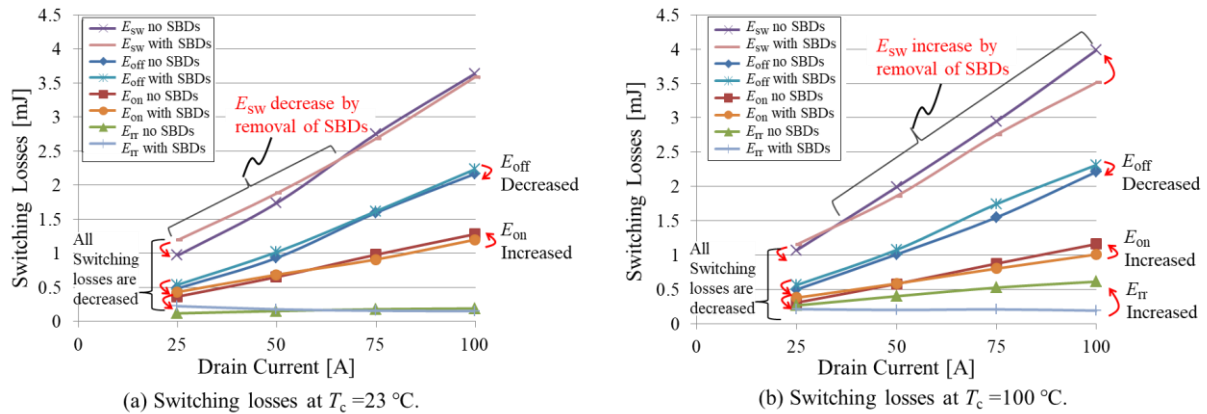 4.5
4
3.5
3
2.5
2
1.5
1
0.5
0
Switching Losses [mJ]
Esw no SBDs
Esw with SBDs
Eoff no SBDs
Eoff with SBDs
Eon no SBDs
Eon with SBDs
Err no SBDs
Err with SBDs
Esw decrease by
removal of SBDs
Eoff
Decreased
Eon
Increased
All
Switching
losses are
decreased
0 25 50 75 100
Drain Current [A]
(a) Switching losses at Tc =23 °C.
4.5
4
3.5
3
2.5
2
1.5
1
0.5
0
Switching Losses [mJ]
Esw no SBDs
Esw with SBDs
Eoff no SBDs
Eoff with SBDs
Eon no SBDs
Eon with SBDs
Err no SBDs
Err with SBDs
Esw increase by
removal of SBDs
Eoff
Decreased
Eon
Increased
Err
Increased
All
Switching
losses are
decreased
0 25 50 75 100
Drain Current [A]
(b) Switching losses at Tc =100 °C.